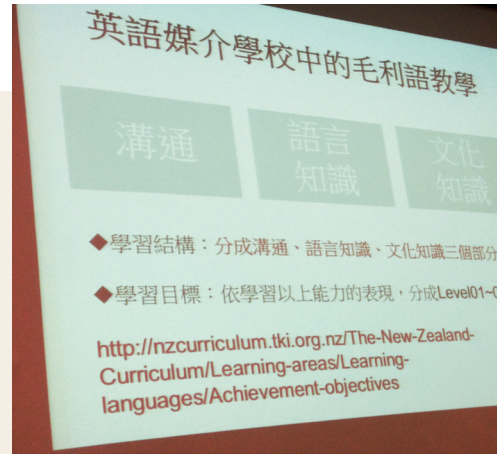 英語媒介學校中的毛利語教學
溝通
語言
知識
文化
知識
◆學習結構：分成溝通、語言知識、文化知識三個部分
◆學習目標：依學習以上能力的表現，分成Level01~0
http://nzcurriculum.tki.org.nz/The-New-Zealand-
Curriculum/Learning-areas/Learning-
languages/Achievement-objectives